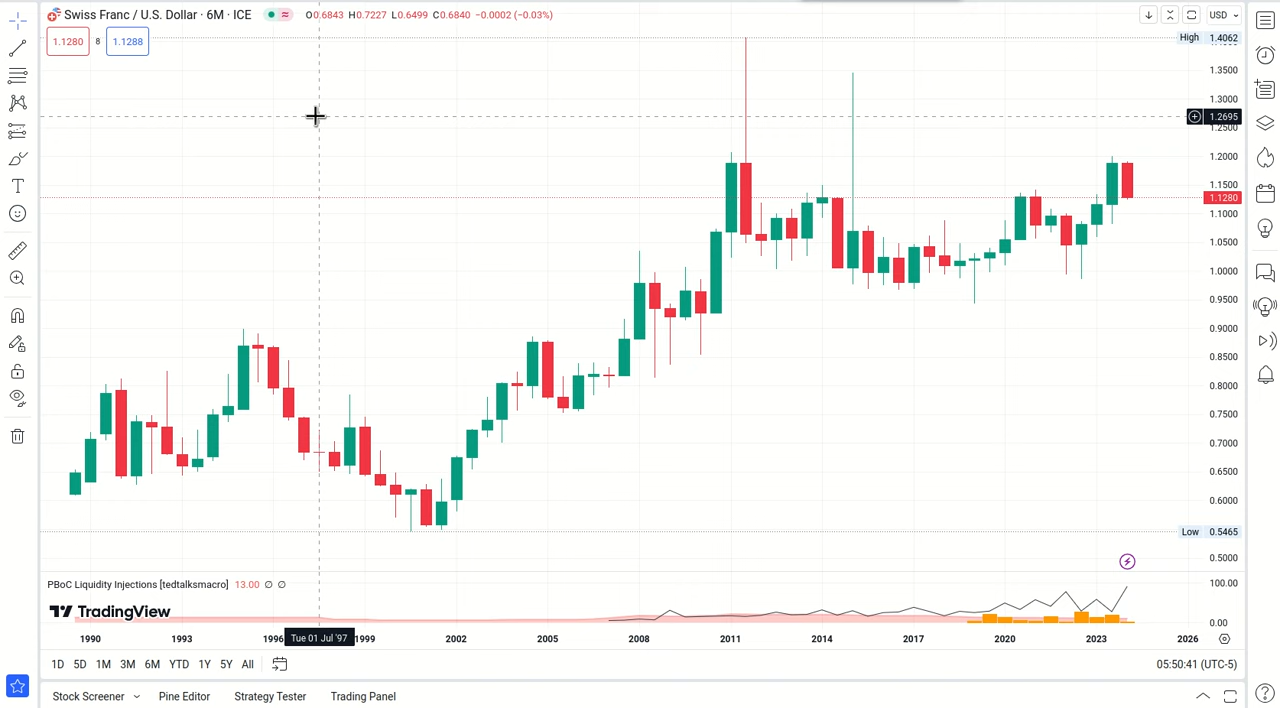 Swiss Franc / U.S. Dollar · 6M · ICE O0.6843 H0.7227 L0.6499 C0.6840 -0.0002 (-0.03%)
USD
1.1280 8 1.1288
High 1.4062
1.3500
1.3000
1.2695
1.2500
1.2000
1.1500
1.1280
1.1000
1.0500
1.0000
0.9500
0.9000
0.8500
0.8000
0.7500
0.7000
0.6500
0.6000
Low 0.5465
0.5000
PBoC Liquidity Injections [tedtalksmacro] 13.00 ∅ ∅
100.00
TradingView
0.00
1990 1993 1996 Tue 01 Jul '97 1999 2002 2005 2008 2011 2014 2017 2020 2023 2026
1D 5D 1M 3M 6M YTD 1Y 5Y All
05:50:41 (UTC-5)
Stock Screener Pine Editor Strategy Tester Trading Panel